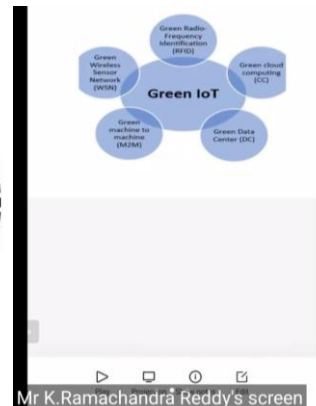 Green Radio-
Frequency
Identification
(RFID)
Green
Wireless
Sensor
Network
(WSN)
Green cloud
computing
(CC)
Green IoT
Green
machine to
machine
(M2M)
Green Data
Center (DC)
Play
Edit
Mr K.Ramachandra Reddy's screen